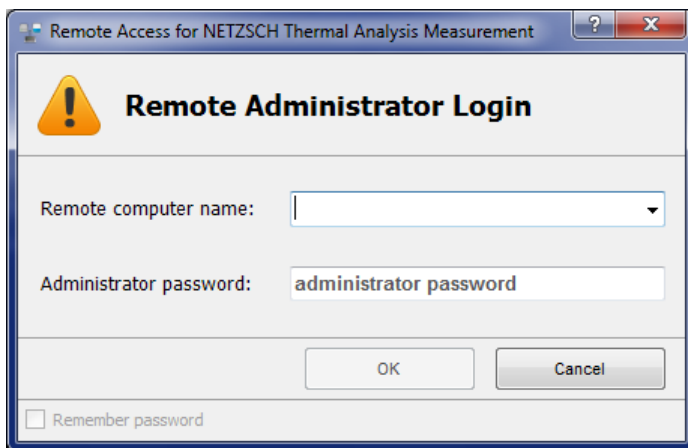 Remote Access for NETZSCH Thermal Analysis Measurement
Remote Administrator Login
Remote computer name:
Administrator password: administrator password
OK Cancel
Remember password